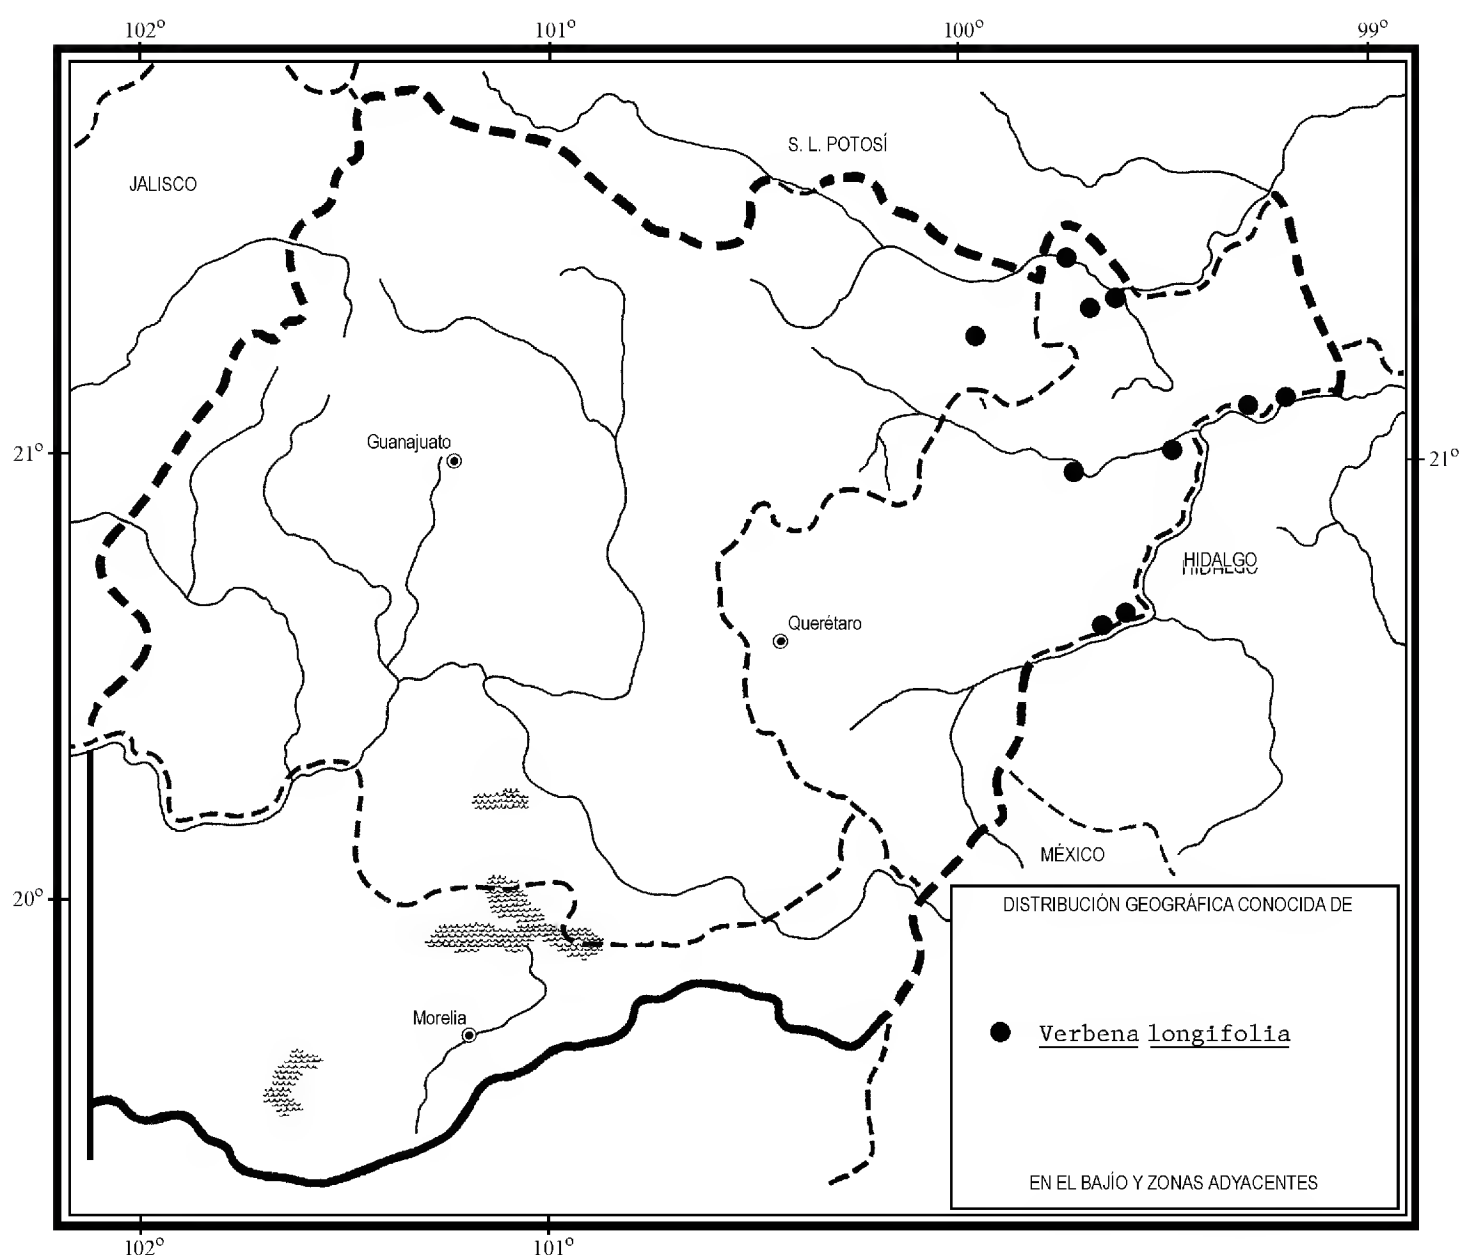 102° 101° 100° 99°
S. L. POTOSÍ
JALISCO
Guanajuato
21° 21°
HIDALGO
Querétaro
MÉXICO
20°
DISTRIBUCIÓN GEOGRÁFICA CONOCIDA DE
Morelia
Verbena longifolia
EN EL BAJÍO Y ZONAS ADYACENTES
102° 101°